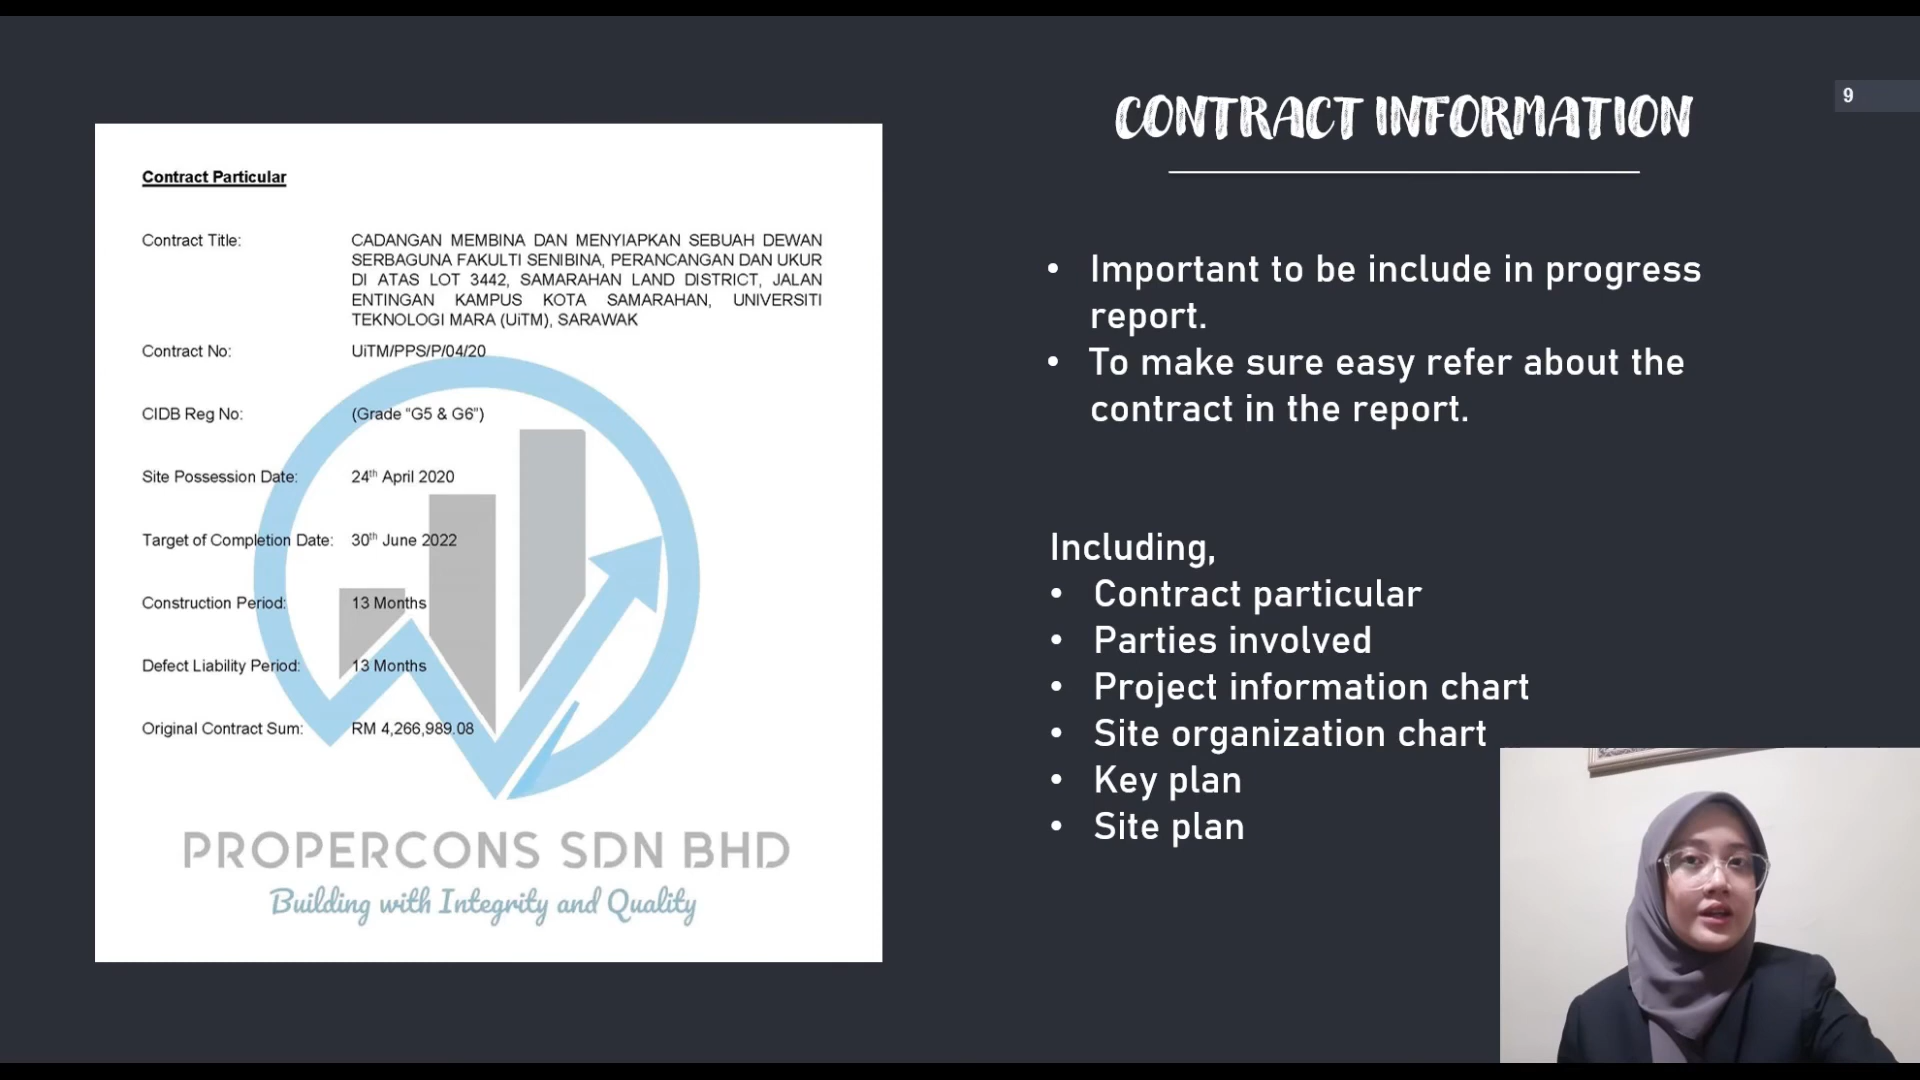 CONTRACT INFORMATION
9
Contract Particular
Contract Title:
CADANGAN MEMBINA DAN MENYIAPKAN SEBUAH DEWAN
SERBAGUNA FAKULTI SENIBINA, PERANCANGAN DAN UKUR
DI ATAS LOT 3442, SAMARAHAN LAND DISTRICT, JALAN
ENTINGAN KAMPUS KOTA SAMARAHAN, UNIVERSITI
TEKNOLOGI MARA (UiTM), SARAWAK
Contract No: UiTM/PPS/P/04/20
CIDB Reg No: (Grade “G5 & G6”)
Site Possession Date: 24th April 2020
Target of Completion Date: 30th June 2022
Construction Period: 13 Months
Defect Liability Period: 13 Months
Original Contract Sum: RM 4,266,989.08
PROPERCONS SDN BHD
Building with Integrity and Quality
• Important to be include in progress
report.
• To make sure easy refer about the
contract in the report.
Including,
• Contract particular
• Parties involved
• Project information chart
• Site organization chart
• Key plan
• Site plan